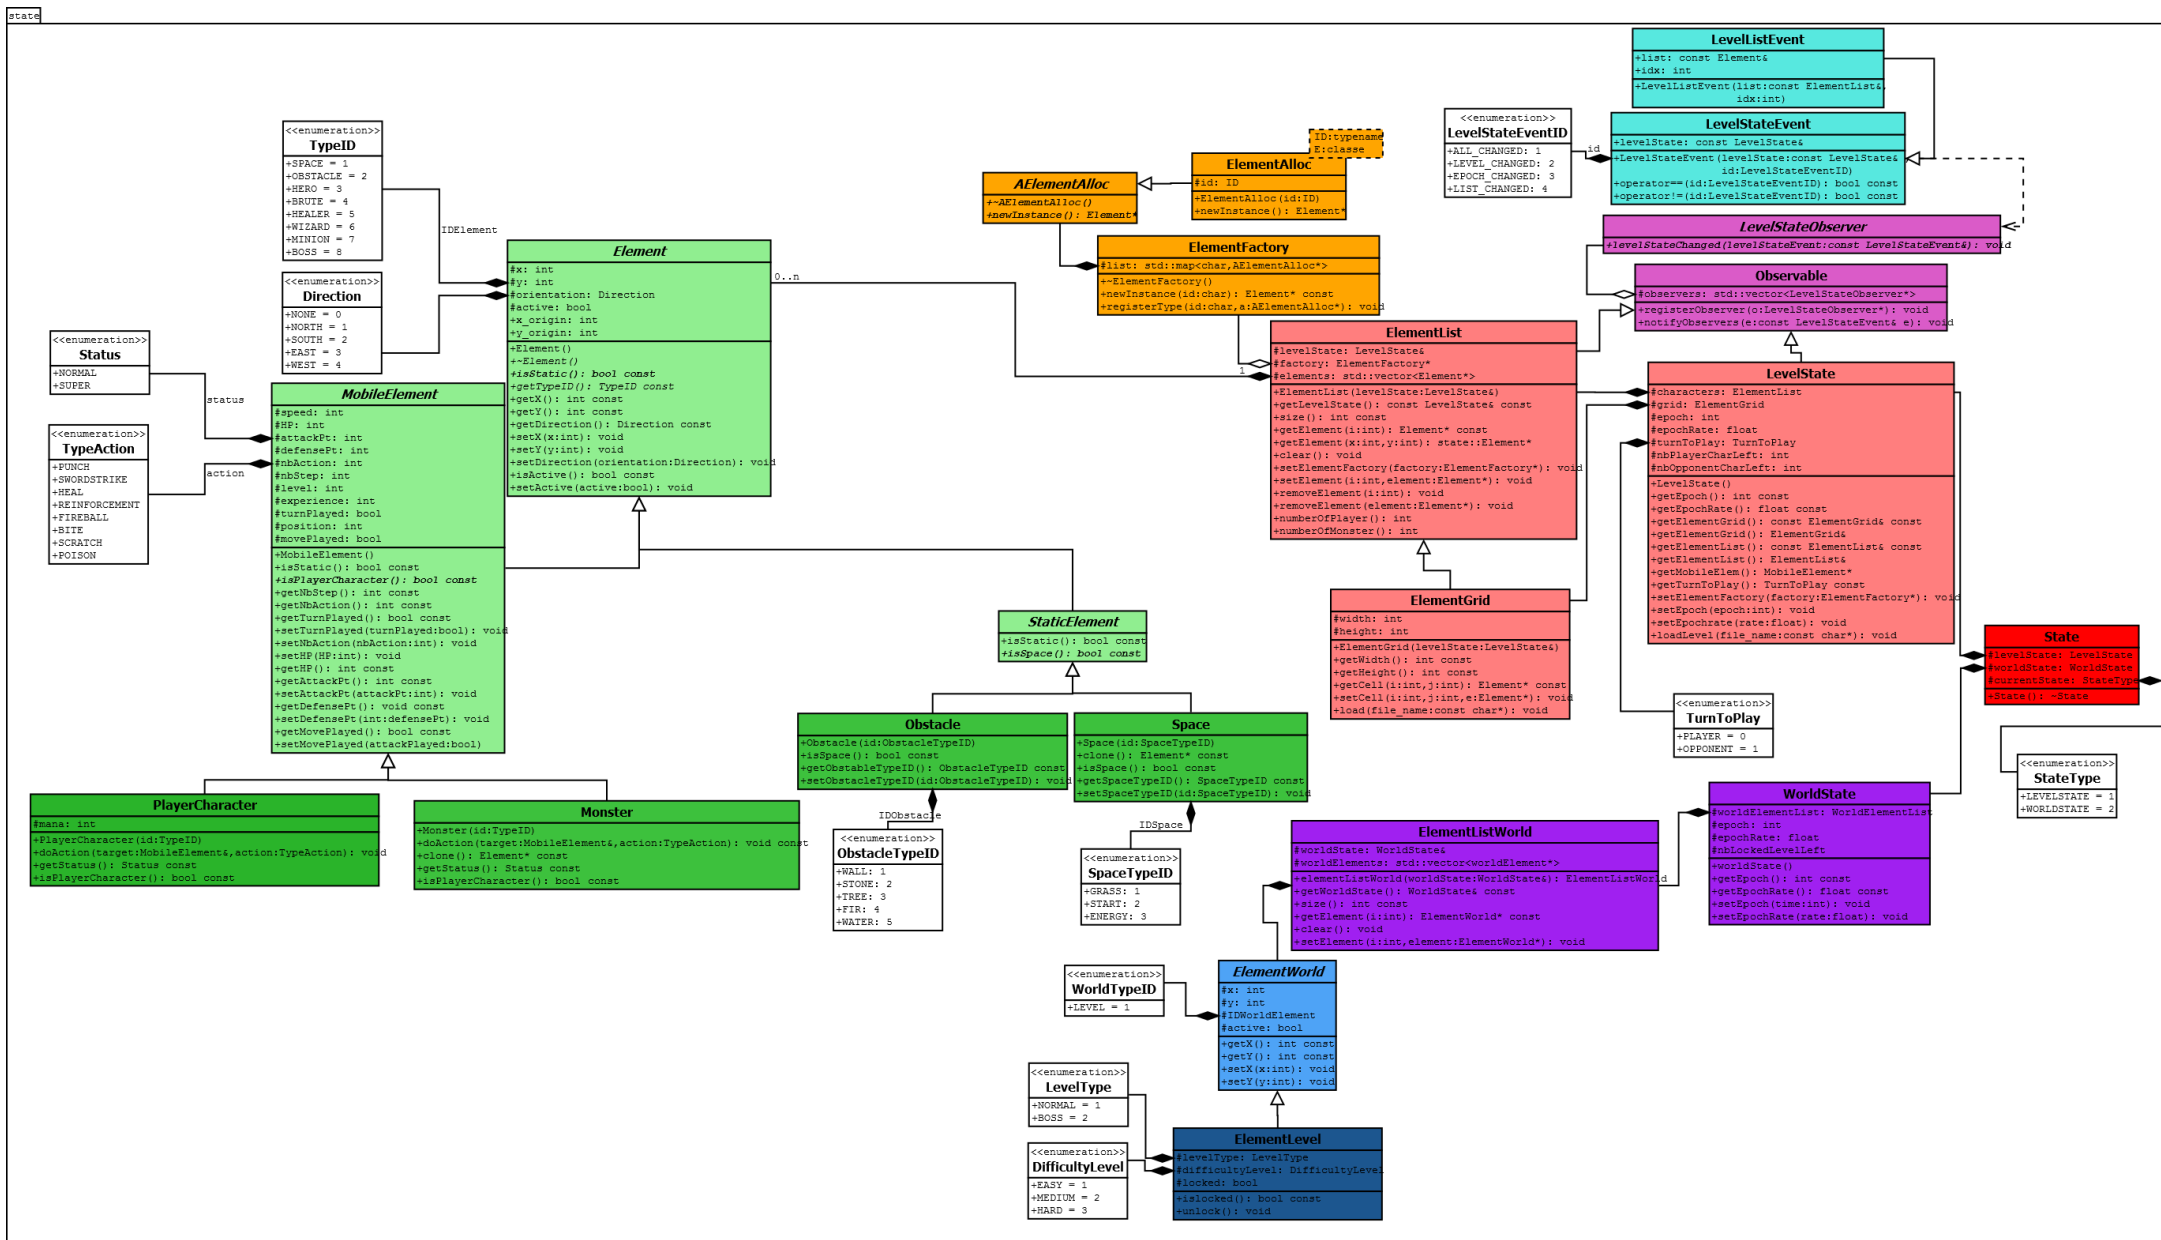 state
LevelListEvent
+list: const Element&
+idx: int
+LevelListEvent(list:const ElementList&,
idx:int)
<<enumeration>>
LevelStateEventID
+ALL_CHANGED: 1
+LEVEL_CHANGED: 2
+EPOCH_CHANGED: 3
+LIST_CHANGED: 4
id
LevelStateEvent
+levelState: const LevelState&
+LevelStateEvent(levelState:const LevelState&
id:LevelStateEventID)
+operator==(id:LevelStateEventID): bool const
+operator!=(id:LevelStateEventID): bool const
<<enumeration>>
TypeID
+SPACE = 1
+OBSTACLE = 2
+HERO = 3
+BRUTE = 4
+HEALER = 5
+WIZARD = 6
+MINION = 7
+BOSS = 8
IDElement
ID:typename
E:classe
ElementAlloc
#id: ID
+ElementAlloc(id:ID)
+newInstance(): Element*
AElementAlloc
+~AElementAlloc()
+newInstance(): Element*
LevelStateObserver
+levelStateChanged(levelStateEvent:const LevelStateEvent&): void
ElementFactory
#list: std::map<char,AElementAlloc*>
+~ElementFactory()
+newInstance(id:char): Element* const
+registerType(id:char,a:AElementAlloc*): void
Observable
#observers: std::vector<LevelStateObserver*>
+registerObserver(o:LevelStateObserver*): void
+notifyObservers(e:const LevelStateEvent& e): void
Element
#x: int
#y: int
#orientation: Direction
#active: bool
+x_origin: int
+y_origin: int
+Element()
+~Element()
+isStatic(): bool const
+getTypeID(): TypeID const
+getX(): int const
+getY(): int const
+getDirection(): Direction const
+setX(x:int): void
+setY(y:int): void
+setDirection(orientation:Direction): void
+isActive(): bool const
+setActive(active:bool): void
0..n
1
<<enumeration>>
Direction
+NONE = 0
+NORTH = 1
+SOUTH = 2
+EAST = 3
+WEST = 4
<<enumeration>>
Status
+NORMAL
+SUPER
status
<<enumeration>>
TypeAction
+PUNCH
+SWORDSTRIKE
+HEAL
+REINFORCEMENT
+FIREBALL
+BITE
+SCRATCH
+POISON
action
MobileElement
#speed: int
#HP: int
#attackPt: int
#defensePt: int
#nbAction: int
#nbStep: int
#level: int
#experience: int
#turnPlayed: bool
#position: int
#movePlayed: bool
+MobileElement()
+isStatic(): bool const
+isPlayerCharacter(): bool const
+getNbStep(): int const
+getNbAction(): int const
+getTurnPlayed(): bool const
+setTurnPlayed(turnPlayed:bool): void
+setNbAction(nbAction:int): void
+setHP(HP:int): void
+getHP(): int const
+getAttackPt(): int const
+setAttackPt(attackPt:int): void
+getDefensePt(): void const
+setDefensePt(int:defensePt): void
+getMovePlayed(): bool const
+setMovePlayed(attackPlayed:bool)
ElementList
#levelState: LevelState&
#factory: ElementFactory*
#elements: std::vector<Element*>
+ElementList(levelState:LevelState&)
+getLevelState(): const LevelState& const
+size(): int const
+getElement(i:int): Element* const
+getElement(x:int,y:int): state::Element*
+clear(): void
+setElementFactory(factory:ElementFactory*): void
+setElement(i:int,element:Element*): void
+removeElement(i:int): void
+removeElement(element:Element*): void
+numberOfPlayer(): int
+numberOfMonster(): int
LevelState
#characters: ElementList
#grid: ElementGrid
#epoch: int
#epochRate: float
#turnToPlay: TurnToPlay
#nbPlayerCharLeft: int
#nbOpponentCharLeft: int
+LevelState()
+getEpoch(): int const
+getEpochRate(): float const
+getElementGrid(): const ElementGrid& const
+getElementGrid(): ElementGrid&
+getElementList(): const ElementList& const
+getElementList(): ElementList&
+getMobileElem(): MobileElement*
+getTurnToPlay(): TurnToPlay const
+setElementFactory(factory:ElementFactory*): void
+setEpoch(epoch:int): void
+setEpochrate(rate:float): void
+loadLevel(file_name:const char*): void
ElementGrid
#width: int
#height: int
+ElementGrid(levelState:LevelState&)
+getWidth(): int const
+getHeight(): int const
+getCell(i:int,j:int): Element* const
+setCell(i:int,j:int,e:Element*): void
+load(file_name:const char*): void
StaticElement
+isStatic(): bool const
+isSpace(): bool const
State
#levelState: LevelState
#worldState: WorldState
#currentState: StateType
+State(): ~State
<<enumeration>>
TurnToPlay
+PLAYER = 0
+OPPONENT = 1
<<enumeration>>
StateType
+LEVELSTATE = 1
+WORLDSTATE = 2
Obstacle
+Obstacle(id:ObstacleTypeID)
+isSpace(): bool const
+getObstableTypeID(): ObstacleTypeID const
+setObstacleTypeID(id:ObstacleTypeID): void
Space
+Space(id:SpaceTypeID)
+clone(): Element* const
+isSpace(): bool const
+getSpaceTypeID(): SpaceTypeID const
+setSpaceTypeID(id:SpaceTypeID): void
PlayerCharacter
#mana: int
+PlayerCharacter(id:TypeID)
+doAction(target:MobileElement&,action:TypeAction): void
+getStatus(): Status const
+isPlayerCharacter(): bool const
Monster
+Monster(id:TypeID)
+doAction(target:MobileElement&,action:TypeAction): void const
+clone(): Element* const
+getStatus(): Status const
+isPlayerCharacter(): bool const
IDObstacle
<<enumeration>>
ObstacleTypeID
+WALL: 1
+STONE: 2
+TREE: 3
+FIR: 4
+WATER: 5
IDSpace
<<enumeration>>
SpaceTypeID
+GRASS: 1
+START: 2
+ENERGY: 3
WorldState
#worldElementList: WorldElementList
#epoch: int
#epochRate: float
#nbLockedLevelLeft
+worldState()
+getEpoch(): int const
+getEpochRate(): float const
+setEpoch(time:int): void
+setEpochRate(rate:float): void
ElementListWorld
#worldState: WorldState&
#worldElements: std::vector<worldElement*>
+elementListWorld(worldState:WorldState&): ElementListWorld
+getWorldState(): WorldState& const
+size(): int const
+getElement(i:int): ElementWorld* const
+clear(): void
+setElement(i:int,element:ElementWorld*): void
<<enumeration>>
WorldTypeID
+LEVEL = 1
ElementWorld
#x: int
#y: int
#IDWorldElement
#active: bool
+getX(): int const
+getY(): int const
+setX(x:int): void
+setY(y:int): void
<<enumeration>>
LevelType
+NORMAL = 1
+BOSS = 2
<<enumeration>>
DifficultyLevel
+EASY = 1
+MEDIUM = 2
+HARD = 3
ElementLevel
#levelType: LevelType
#difficultyLevel: DifficultyLevel
#locked: bool
+islocked(): bool const
+unlock(): void